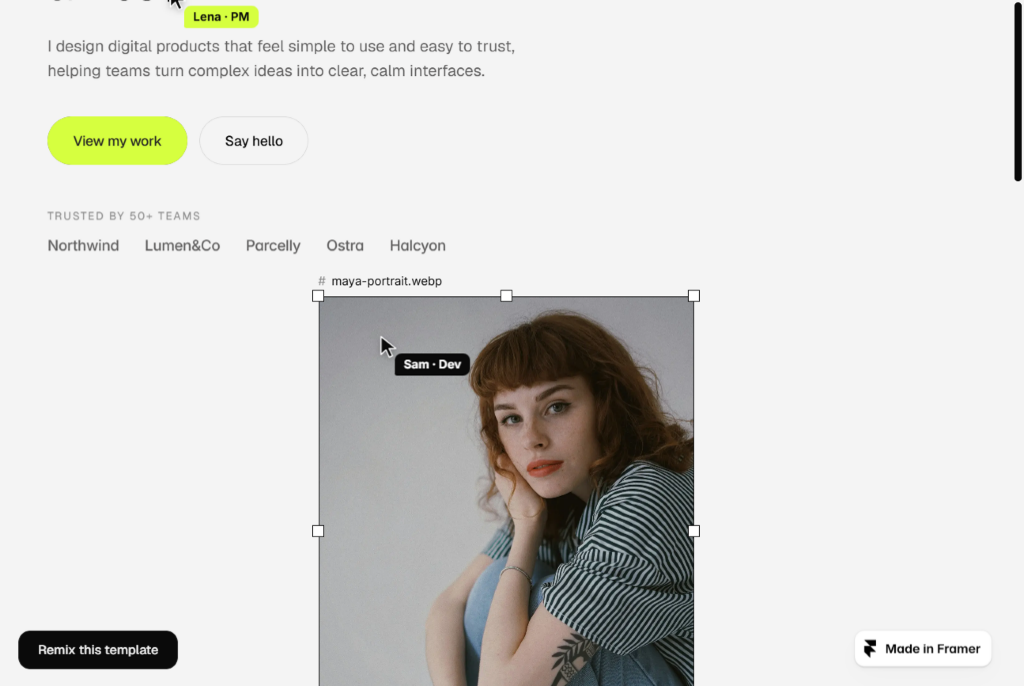 Lena · PM
I design digital products that feel simple to use and easy to trust,
helping teams turn complex ideas into clear, calm interfaces.
View my work
Say hello
TRUSTED BY 50+ TEAMS
Northwind Lumen&Co Parcelly Ostra Halcyon
# maya-portrait.webp
Sam · Dev
Remix this template
Made in Framer